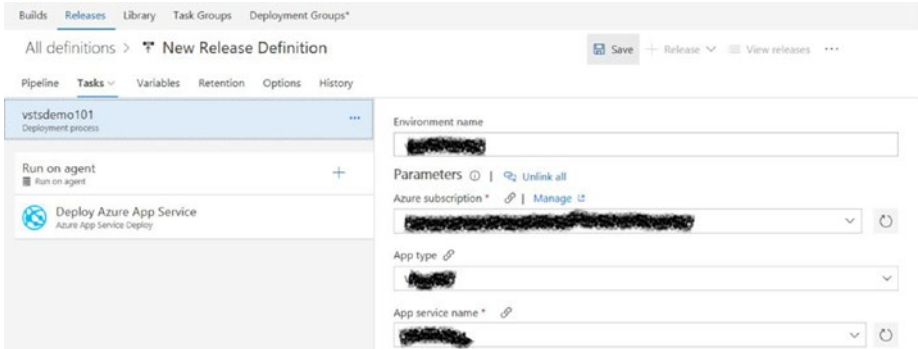 Builds Releases Library Task Groups Deployment Groups*
All definitions > New Release Definition Save + Release View releases ...
Pipeline Tasks Variables Retention Options History
vstsdemo101 ...
Deployment process
Environment name
Run on agent +
Run on agent
Parameters | Unlink all
Azure subscription * | Manage
Deploy Azure App Service
Azure App Service Deploy
App type
App service name *